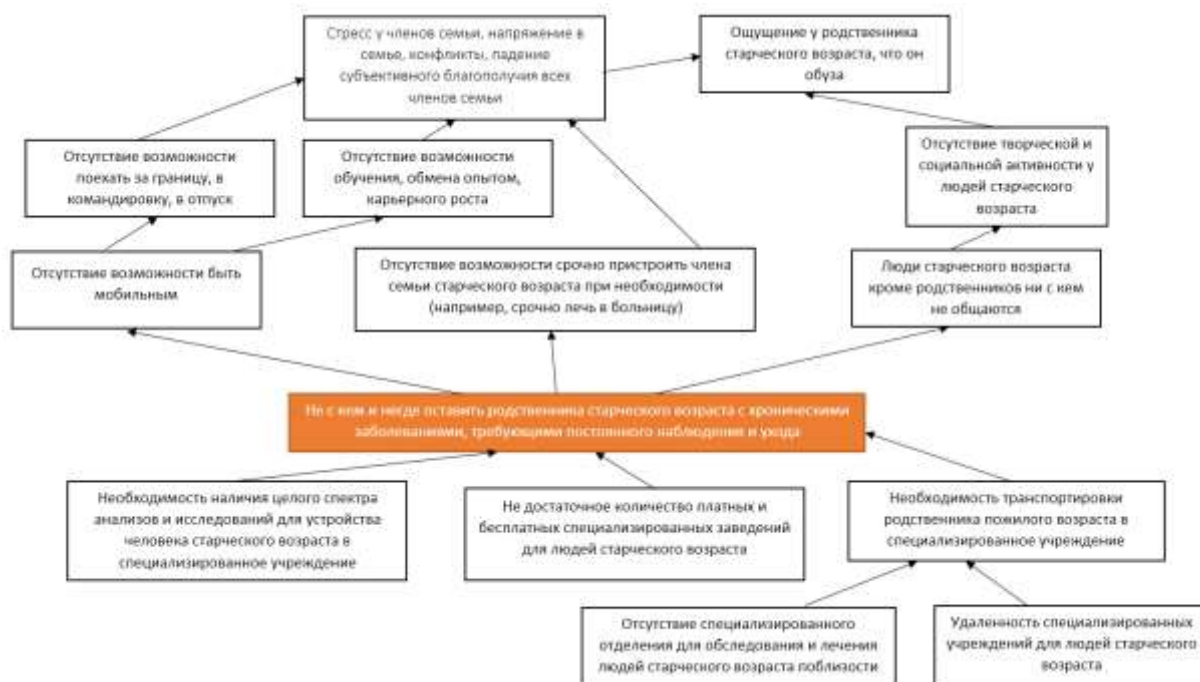 Стресс у членов семьи, напряжение в
семье, конфликты, падение
субъективного благополучия всех
членов семьи
Ощущение у родственника
старческого возраста, что он
обуза
Отсутствие возможности
поехать за границу, в
командировку, в отпуск
Отсутствие возможности
обучения, обмена опытом,
карьерного роста
Отсутствие творческой и
социальной активности у
людей старческого
возраста
Отсутствие возможности быть
мобильным
Отсутствие возможности срочно пристроить члена
семьи старческого возраста при необходимости
(например, срочно лечь в больницу)
Люди старческого возраста
кроме родственников ни с кем
не общаются
Не с кем и негде оставить родственника старческого возраста с хроническими
заболеваниями, требующими постоянного наблюдения и ухода
Необходимость наличия целого спектра
анализов и исследований для устройства
человека старческого возраста в
специализированное учреждение
Не достаточное количество платных и
бесплатных специализированных заведений
для людей старческого возраста
Необходимость транспортировки
родственника пожилого возраста в
специализированное учреждение
Отсутствие специализированного
отделения для обследования и лечения
людей старческого возраста поблизости
Удаленность специализированных
учреждений для людей старческого
возраста